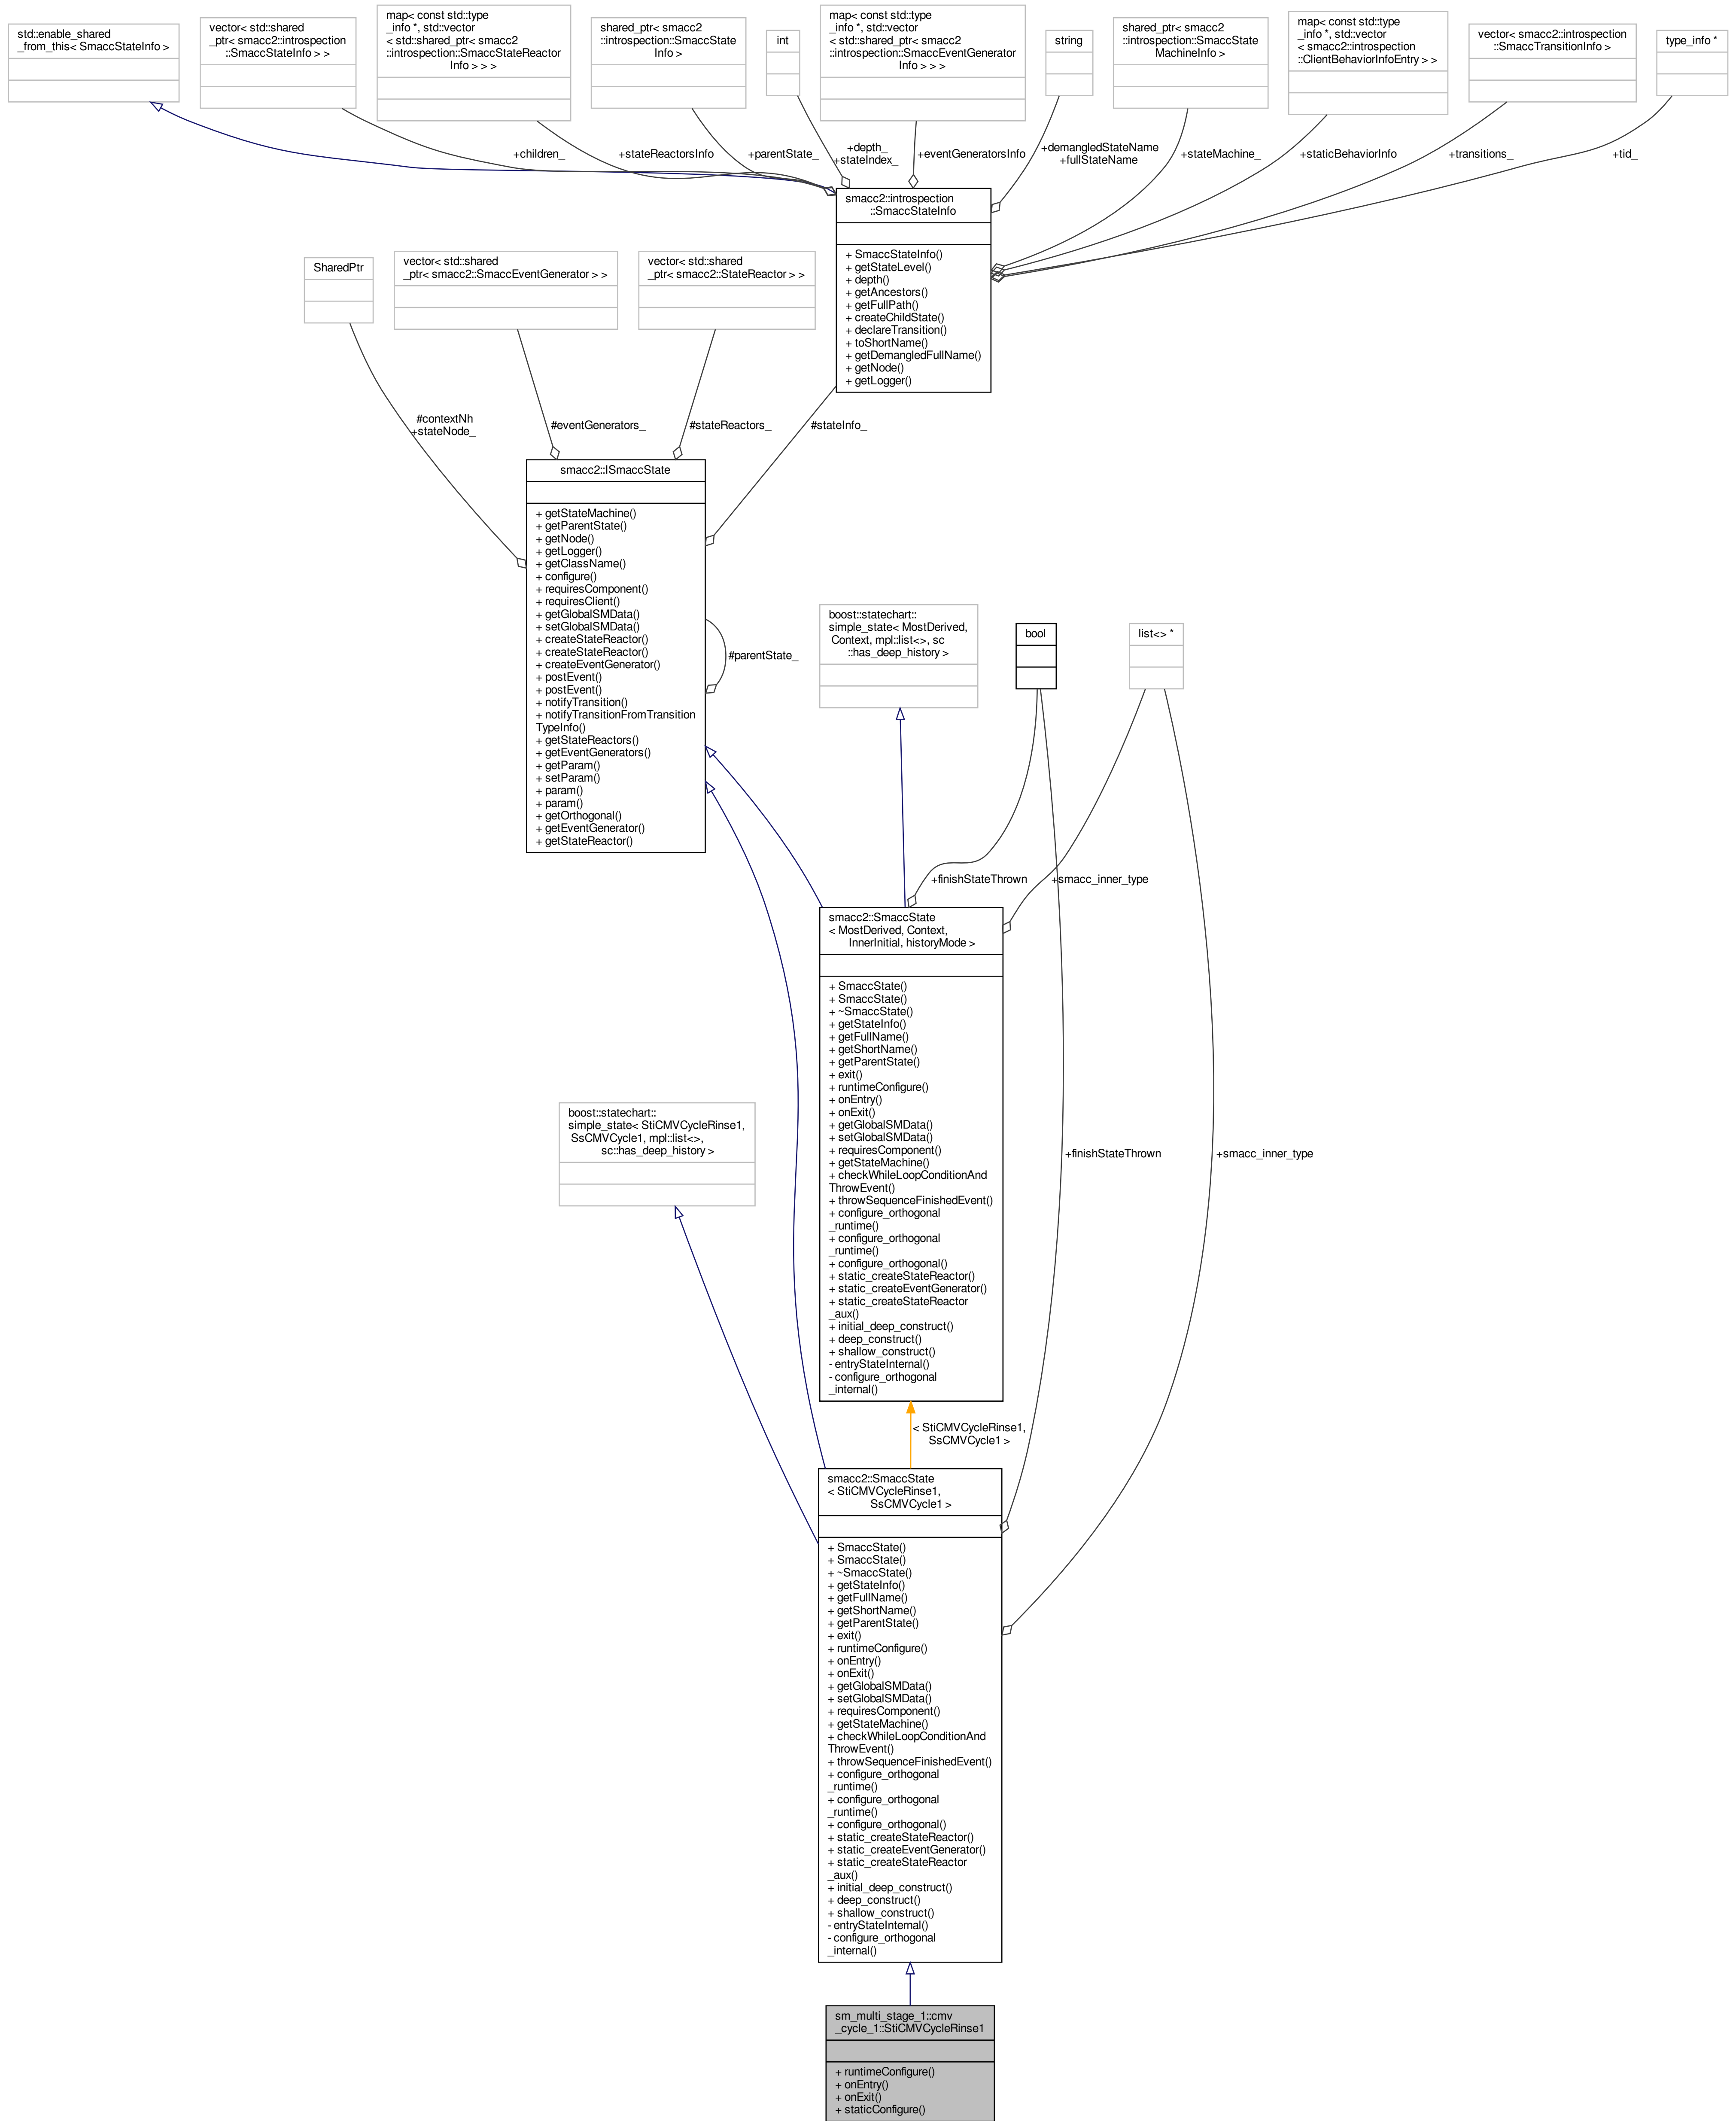 std::enable_shared
_from_this< SmaccStateInfo >
vector< std::shared
_ptr< smacc2::introspection
::SmaccStateInfo > >
map< const std::type
_info *, std::vector
< std::shared_ptr< smacc2
::introspection::SmaccStateReactor
Info > > >
shared_ptr< smacc2
::introspection::SmaccState
Info >
int
map< const std::type
_info *, std::vector
< std::shared_ptr< smacc2
::introspection::SmaccEventGenerator
Info > > >
string
shared_ptr< smacc2
::introspection::SmaccState
MachineInfo >
map< const std::type
_info *, std::vector
< smacc2::introspection
::ClientBehaviorInfoEntry > >
vector< smacc2::introspection
::SmaccTransitionInfo >
type_info *
+children_
+stateReactorsInfo
+parentState_
+depth_
+stateIndex_
+eventGeneratorsInfo
+demangledStateName
+fullStateName
+stateMachine_
+staticBehaviorInfo
+transitions_
+tid_
smacc2::introspection
::SmaccStateInfo
+ SmaccStateInfo()
+ getStateLevel()
+ depth()
+ getAncestors()
+ getFullPath()
+ createChildState()
+ declareTransition()
+ toShortName()
+ getDemangledFullName()
+ getNode()
+ getLogger()
SharedPtr
vector< std::shared
_ptr< smacc2::SmaccEventGenerator > >
vector< std::shared
_ptr< smacc2::StateReactor > >
#contextNh
+stateNode_
#eventGenerators_
#stateReactors_
#stateInfo_
smacc2::ISmaccState
+ getStateMachine()
+ getParentState()
+ getNode()
+ getLogger()
+ getClassName()
+ configure()
+ requiresComponent()
+ requiresClient()
+ getGlobalSMData()
+ setGlobalSMData()
+ createStateReactor()
+ createStateReactor()
+ createEventGenerator()
+ postEvent()
+ postEvent()
+ notifyTransition()
+ notifyTransitionFromTransition
TypeInfo()
+ getStateReactors()
+ getEventGenerators()
+ getParam()
+ setParam()
+ param()
+ param()
+ getOrthogonal()
+ getEventGenerator()
+ getStateReactor()
#parentState_
boost::statechart::
simple_state< MostDerived,
Context, mpl::list<>, sc
::has_deep_history >
bool
list<> *
+finishStateThrown
+smacc_inner_type
smacc2::SmaccState
< MostDerived, Context,
InnerInitial, historyMode >
+ SmaccState()
+ SmaccState()
+ ~SmaccState()
+ getStateInfo()
+ getFullName()
+ getShortName()
+ getParentState()
+ exit()
+ runtimeConfigure()
+ onEntry()
+ onExit()
+ getGlobalSMData()
+ setGlobalSMData()
+ requiresComponent()
+ getStateMachine()
+ checkWhileLoopConditionAnd
ThrowEvent()
+ throwSequenceFinishedEvent()
+ configure_orthogonal
_runtime()
+ configure_orthogonal
_runtime()
+ configure_orthogonal()
+ static_createStateReactor()
+ static_createEventGenerator()
+ static_createStateReactor
_aux()
+ initial_deep_construct()
+ deep_construct()
+ shallow_construct()
- entryStateInternal()
- configure_orthogonal
_internal()
boost::statechart::
simple_state< StiCMVCycleRinse1,
SsCMVCycle1, mpl::list<>,
sc::has_deep_history >
+finishStateThrown
+smacc_inner_type
< StiCMVCycleRinse1,
SsCMVCycle1 >
smacc2::SmaccState
< StiCMVCycleRinse1,
SsCMVCycle1 >
+ SmaccState()
+ SmaccState()
+ ~SmaccState()
+ getStateInfo()
+ getFullName()
+ getShortName()
+ getParentState()
+ exit()
+ runtimeConfigure()
+ onEntry()
+ onExit()
+ getGlobalSMData()
+ setGlobalSMData()
+ requiresComponent()
+ getStateMachine()
+ checkWhileLoopConditionAnd
ThrowEvent()
+ throwSequenceFinishedEvent()
+ configure_orthogonal
_runtime()
+ configure_orthogonal
_runtime()
+ configure_orthogonal()
+ static_createStateReactor()
+ static_createEventGenerator()
+ static_createStateReactor
_aux()
+ initial_deep_construct()
+ deep_construct()
+ shallow_construct()
- entryStateInternal()
- configure_orthogonal
_internal()
sm_multi_stage_1::cmv
_cycle_1::StiCMVCycleRinse1
+ runtimeConfigure()
+ onEntry()
+ onExit()
+ staticConfigure()